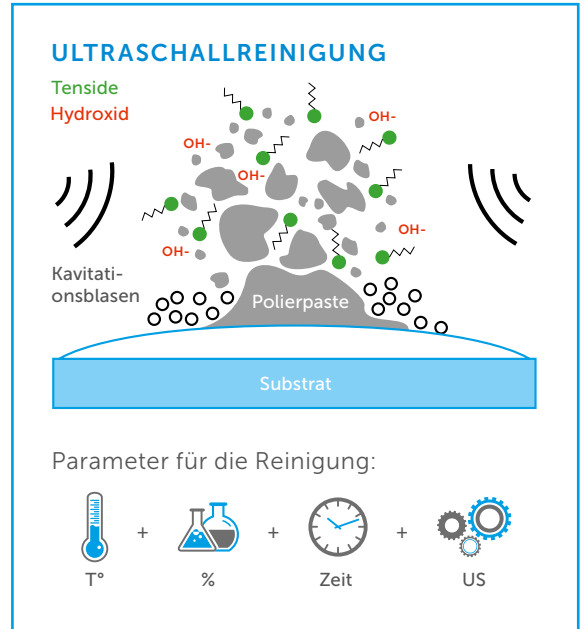 ULTRASCHALLREINIGUNG
Tenside
Hydroxid
OH-
OH-
OH-
OH-
OH-
Kavitati-
onsblasen
Polierpaste
Substrat
Parameter für die Reinigung:
+ + +
T° % Zeit US